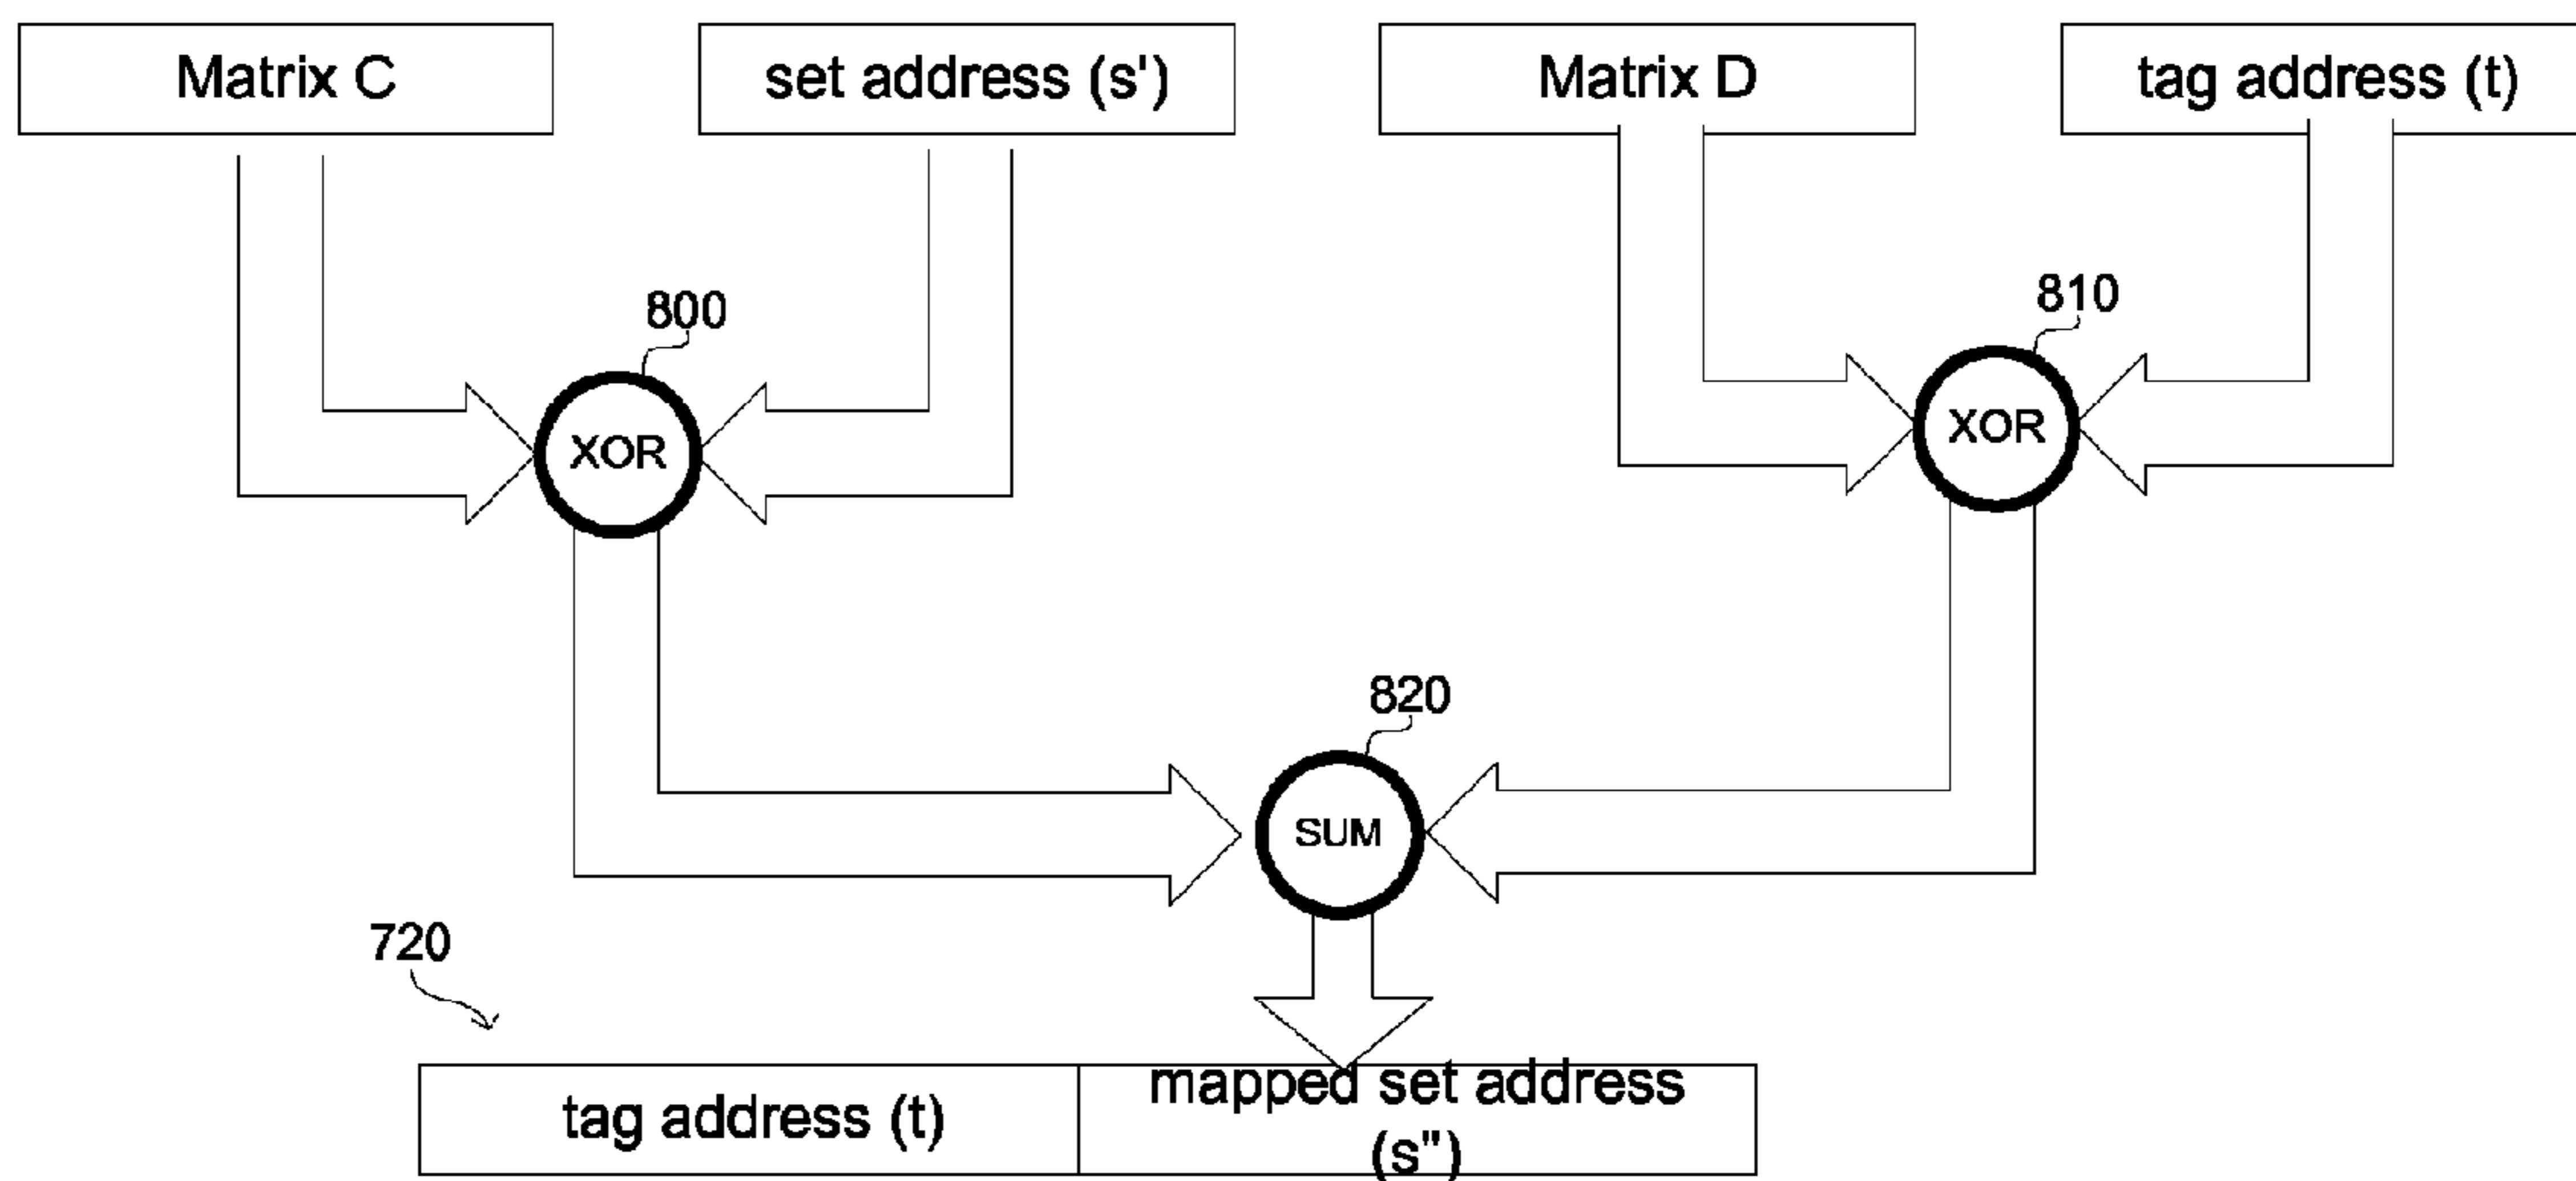 Matrix C
set address (s')
Matrix D
tag address (t)
800
810
XOR
XOR
820
SUM
720
tag address (t)
mapped set address
(s")